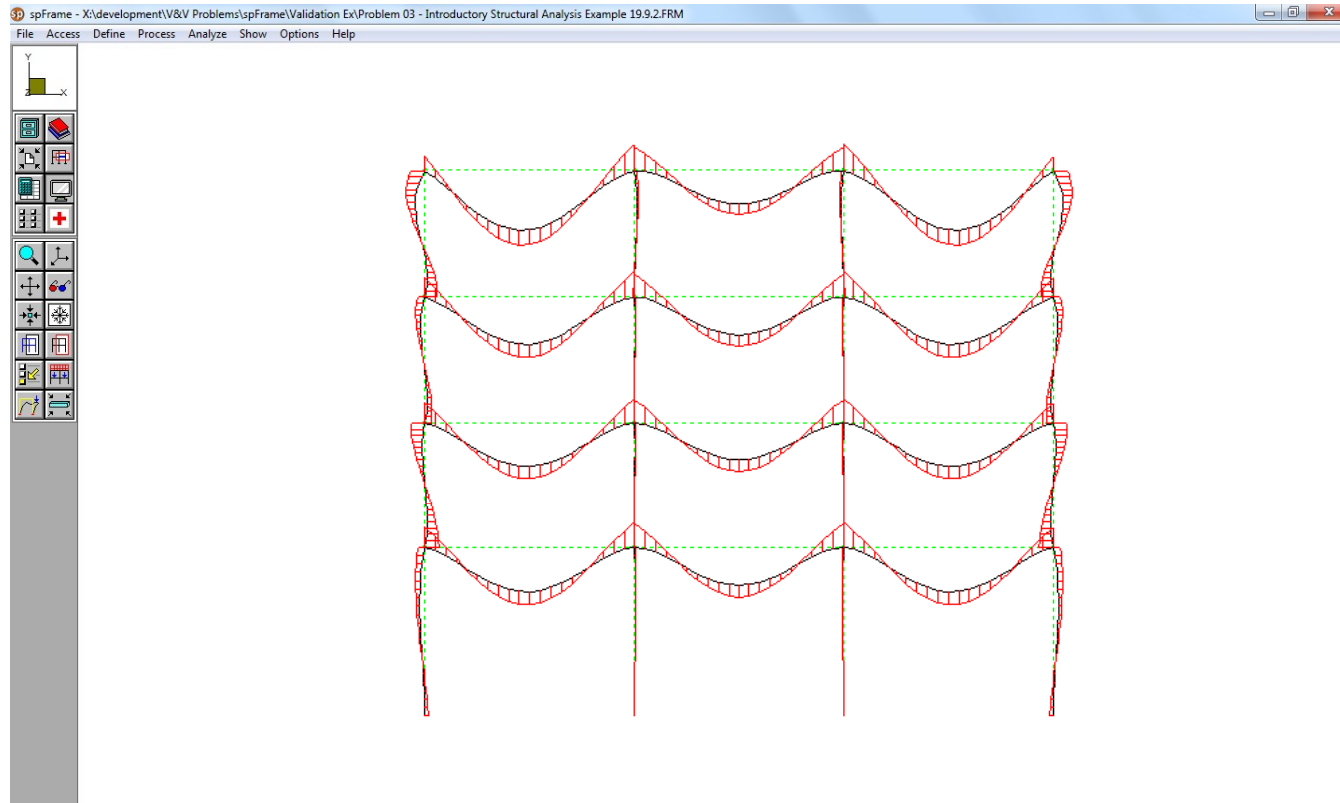 sp spFrame - X:\development\V&V Problems\spFrame\Validation Ex\Problem 03 - Introductory Structural Analysis Example 19.9.2.FRM
File Access Define Process Analyze Show Options Help
Y
Z X